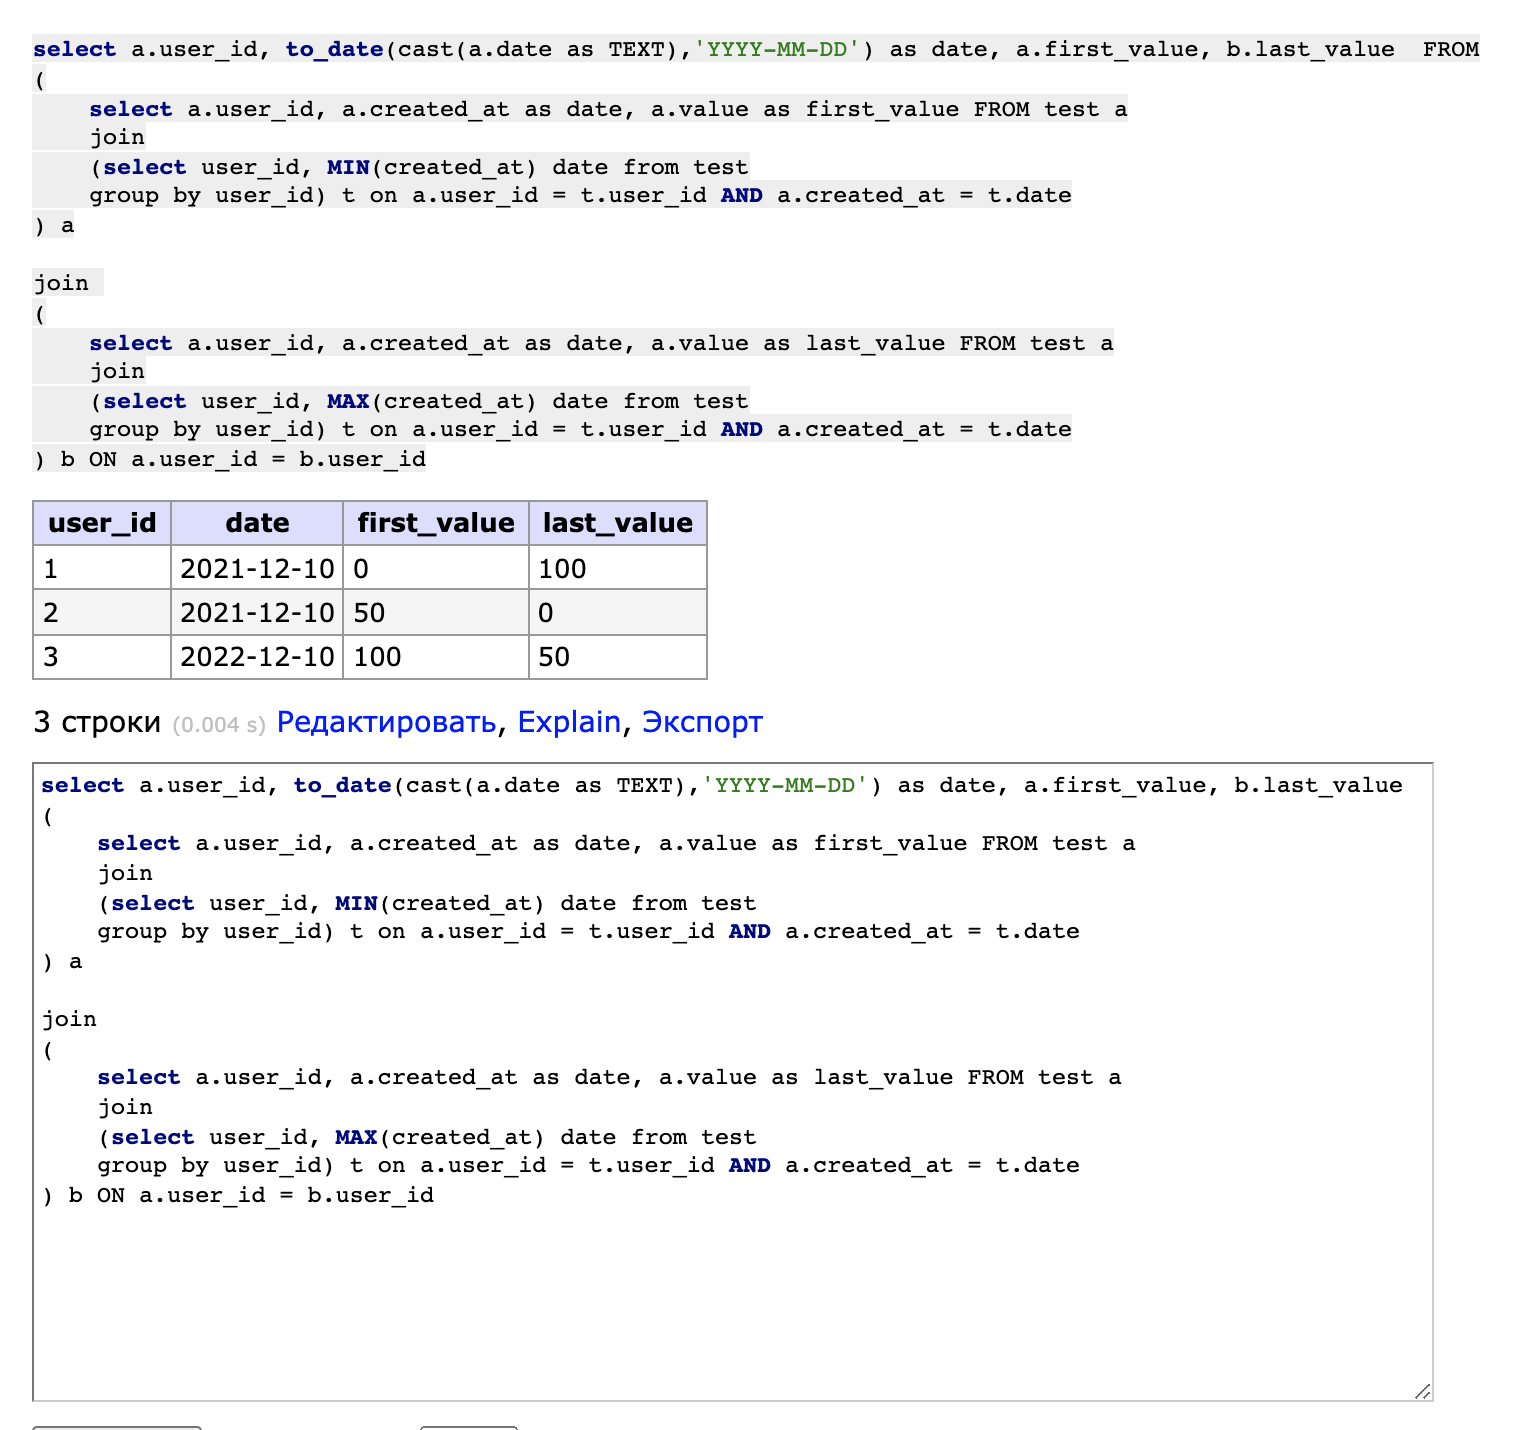 select a.user_id, to_date(cast(a.date as TEXT),'YYYY-MM-DD') as date, a.first_value, b.last_value  FROM
(
    select a.user_id, a.created_at as date, a.value as first_value FROM test a
    join
    (select user_id, MIN(created_at) date from test
    group by user_id) t on a.user_id = t.user_id AND a.created_at = t.date
) a
join
(
    select a.user_id, a.created_at as date, a.value as last_value FROM test a
    join
    (select user_id, MAX(created_at) date from test
    group by user_id) t on a.user_id = t.user_id AND a.created_at = t.date
) b ON a.user_id = b.user_id
user_id date first_value last_value
1 2021-12-10 0 100
2 2021-12-10 50 0
3 2022-12-10 100 50
3 строки (0.004 s) Редактировать, Explain, Экспорт
select a.user_id, to_date(cast(a.date as TEXT),'YYYY-MM-DD') as date, a.first_value, b.last_value
(
    select a.user_id, a.created_at as date, a.value as first_value FROM test a
    join
    (select user_id, MIN(created_at) date from test
    group by user_id) t on a.user_id = t.user_id AND a.created_at = t.date
) a
join
(
    select a.user_id, a.created_at as date, a.value as last_value FROM test a
    join
    (select user_id, MAX(created_at) date from test
    group by user_id) t on a.user_id = t.user_id AND a.created_at = t.date
) b ON a.user_id = b.user_id